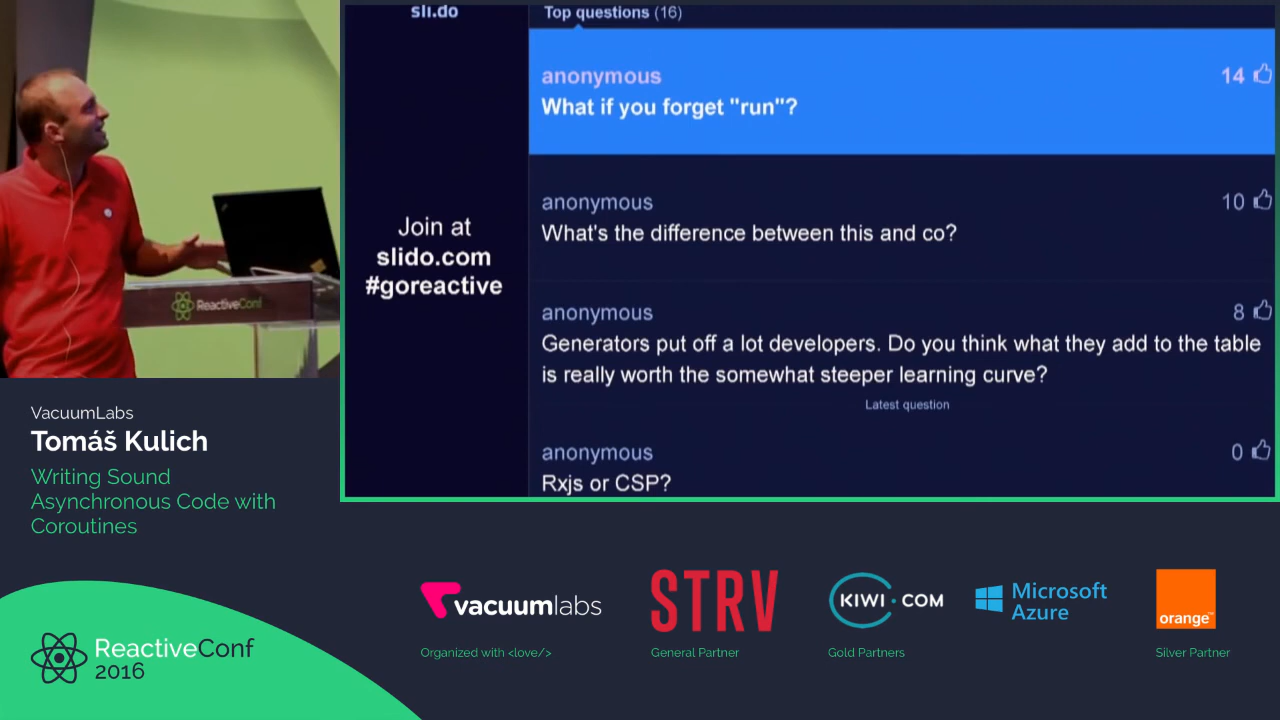 sli.do
Top questions (16)
anonymous
14
What if you forget "run"?
anonymous
10
What's the difference between this and co?
Join at
slido.com
#goreactive
anonymous
8
Generators put off a lot developers. Do you think what they add to the table
is really worth the somewhat steeper learning curve?
Latest question
anonymous
0
Rxjs or CSP?
ReactiveConf
VacuumLabs
Tomáš Kulich
Writing Sound
Asynchronous Code with
Coroutines
ReactiveConf
2016
vacuumlabs
Organized with <love/>
STRV
General Partner
KIWI.COM
Gold Partners
Microsoft
Azure
orange™
Silver Partner